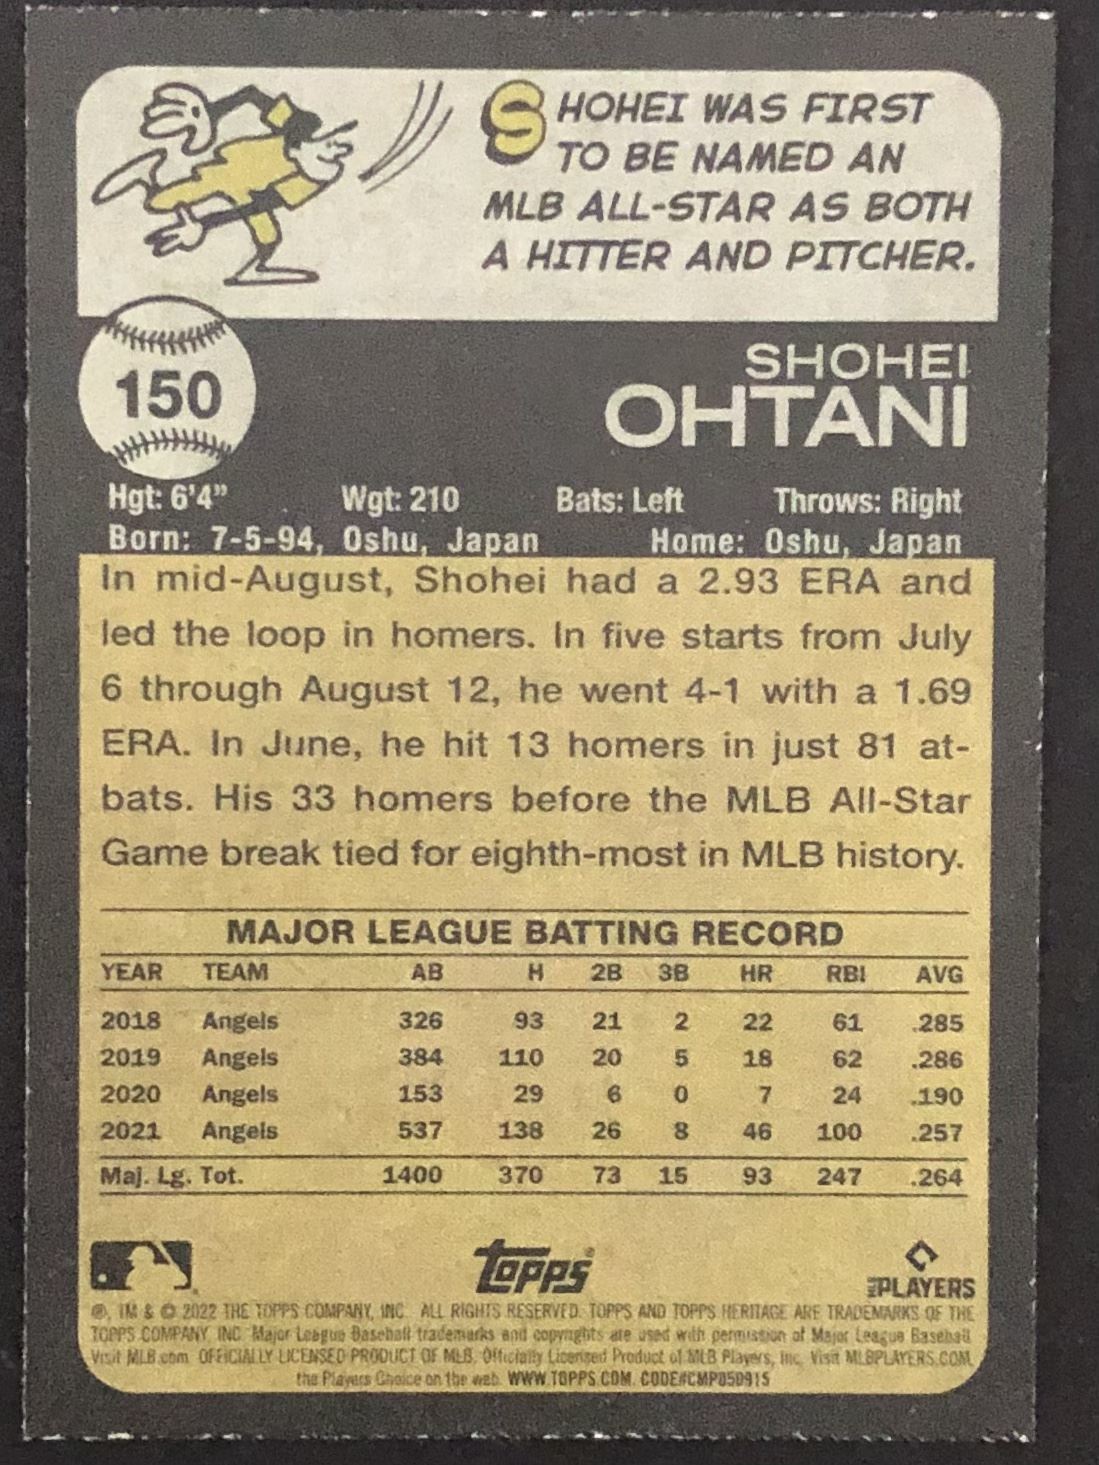 SHOHEI WAS FIRST
TO BE NAMED AN
MLB ALL-STAR AS BOTH
A HITTER AND PITCHER.
150
SHOHEI
OHTANI
Hgt: 6'4" Wgt: 210 Bats: Left Throws: Right
Born: 7-5-94, Oshu, Japan Home: Oshu, Japan
In mid-August, Shohei had a 2.93 ERA and
led the loop in homers. In five starts from July
6 through August 12, he went 4-1 with a 1.69
ERA. In June, he hit 13 homers in just 81 at-
bats. His 33 homers before the MLB All-Star
Game break tied for eighth-most in MLB history.
MAJOR LEAGUE BATTING RECORD
YEAR TEAM AB H 2B 3B HR RBI AVG
2018 Angels 326 93 21 2 22 61 .285
2019 Angels 384 110 20 5 18 62 .286
2020 Angels 153 29 6 0 7 24 .190
2021 Angels 537 138 26 8 46 100 .257
Maj. Lg. Tot. 1400 370 73 15 93 247 .264
Topps®
PLAYERS
®, TM & © 2022 THE TOPPS COMPANY, INC. ALL RIGHTS RESERVED. TOPPS AND TOPPS HERITAGE ARE TRADEMARKS OF THE
TOPPS COMPANY, INC. Major League Baseball trademarks and copyrights are used with permission of Major League Baseball.
Visit MLB.com. OFFICIALLY LICENSED PRODUCT OF MLB. Officially Licensed Product of MLB Players, Inc. Visit MLBPLAYERS.COM,
the Players Choice on the web. WWW.TOPPS.COM. CODE#CMP050915